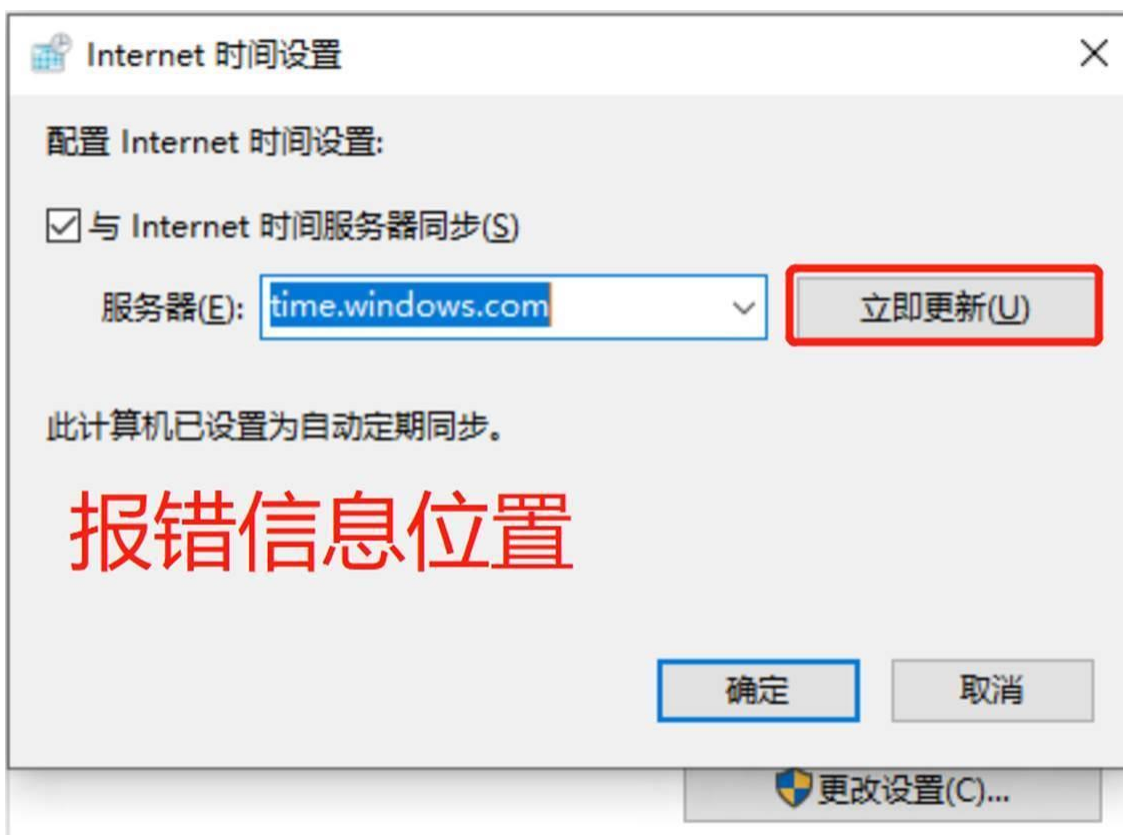 Internet 时间设置
配置 Internet 时间设置:
与 Internet 时间服务器同步(S)
服务器(E): time.windows.com 立即更新(U)
此计算机已设置为自动定期同步。
报错信息位置
确定 取消
更改设置(C)...